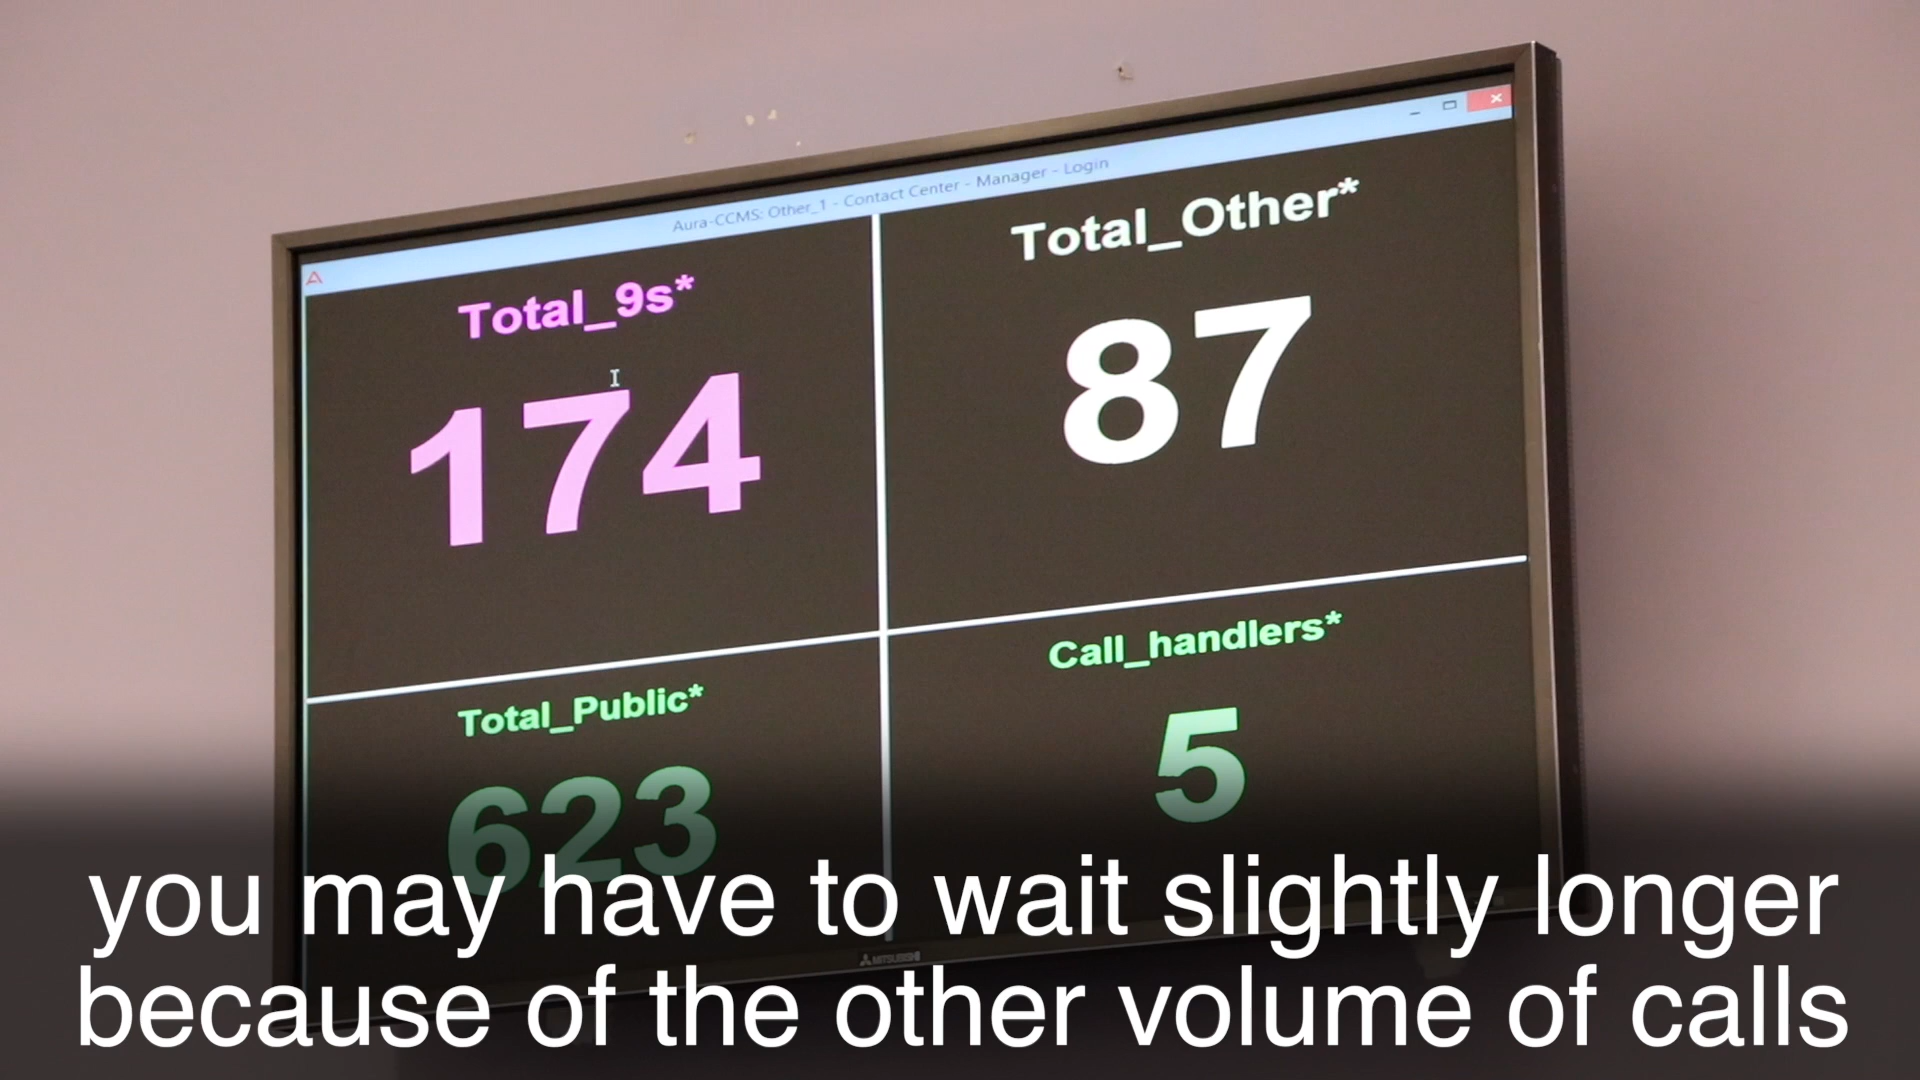 Aura-CCMS: Other_1 - Contact Center - Manager - Login
Total_9s*
174
Total_Other*
87
Total_Public*
623
Call_handlers*
5
MITSUBISHI
you may have to wait slightly longer
because of the other volume of calls